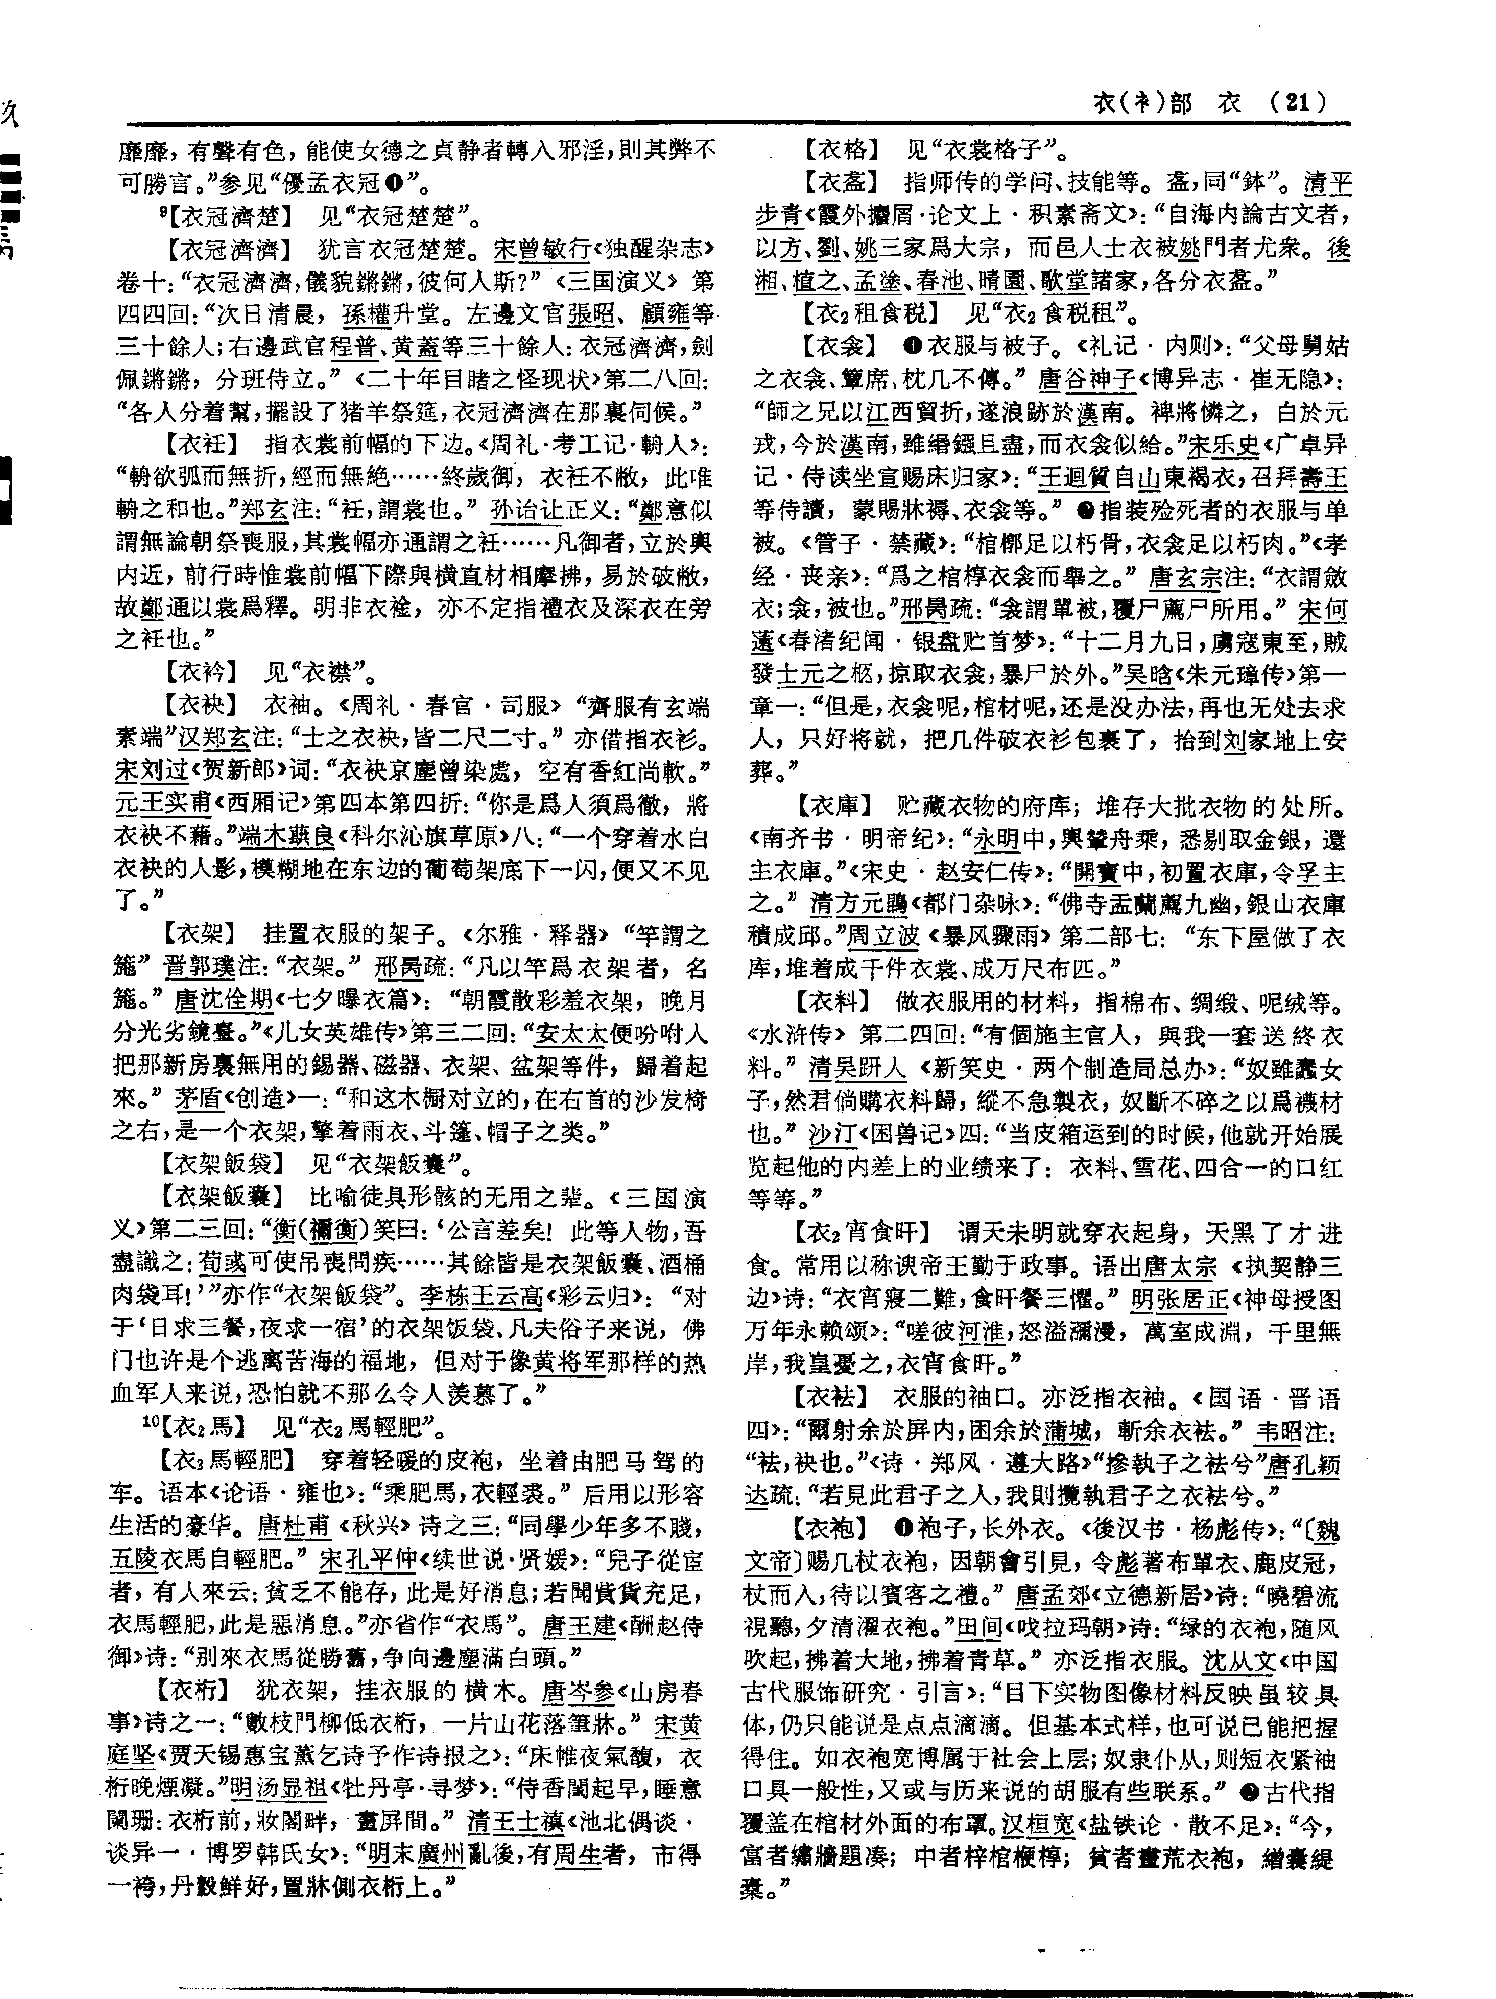 衣(衤)部　衣　(21)
靡靡，有聲有色，能使女德之貞静者轉入邪淫，則其弊不
可勝言。”参见“優孟衣冠❶”。
⁹【衣冠濟楚】　见“衣冠楚楚”。
【衣冠濟濟】　犹言衣冠楚楚。宋曾敏行《独醒杂志》
卷十：“衣冠濟濟，儀貌鏘鏘，彼何人斯？”《三国演义》第
四四回：“次日清晨，孫權升堂。左邊文官張昭、顧雍等
三十餘人；右邊武官程普、黄蓋等三十餘人：衣冠濟濟，劍
佩鏘鏘，分班侍立。”《二十年目睹之怪现状》第二八回：
“各人分着幫，擺設了猪羊祭筵，衣冠濟濟在那裏伺候。”
【衣衽】　指衣裳前幅的下边。《周礼·考工记·輈人》：
“輈欲弧而無折，經而無絶……終歲御，衣衽不敝，此唯
輈之和也。”郑玄注：“衽，謂裳也。”孙诒让正义：“鄭意似
謂無論朝祭喪服，其裳幅亦通謂之衽……凡御者，立於輿
内近，前行時惟裳前幅下際與横直材相摩拂，易於破敝，
故鄭通以裳爲釋。明非衣裣，亦不定指禮衣及深衣在旁
之衽也。”
【衣衿】　见“衣襟”。
【衣袂】　衣袖。《周礼·春官·司服》“齊服有玄端
素端”汉郑玄注：“士之衣袂，皆二尺二寸。”亦借指衣衫。
宋刘过《贺新郎》词：“衣袂京塵曾染處，空有香紅尚軟。”
元王实甫《西厢记》第四本第四折：“你是爲人須爲徹，將
衣袂不藉。”端木蕻良《科尔沁旗草原》八：“一个穿着水白
衣袂的人影，模糊地在东边的葡萄架底下一闪，便又不见
了。”
【衣架】　挂置衣服的架子。《尔雅·释器》“竿謂之
箷”晋郭璞注：“衣架。”邢昺疏：“凡以竿爲衣架者，名
箷。”唐沈佺期《七夕曝衣篇》：“朝霞散彩羞衣架，晚月
分光劣鏡臺。”《儿女英雄传》第三二回：“安太太便吩咐人
把那新房裏無用的錫器、磁器、衣架、盆架等件，歸着起
來。”茅盾《创造》一：“和这木橱对立的，在右首的沙发椅
之右，是一个衣架，擎着雨衣、斗篷、帽子之类。”
【衣架飯袋】　见“衣架飯囊”。
【衣架飯囊】　比喻徒具形骸的无用之辈。《三国演
义》第二三回：“衡（禰衡）笑曰：‘公言差矣！此等人物，吾
盡識之：荀彧可使吊喪問疾……其餘皆是衣架飯囊、酒桶
肉袋耳！’”亦作“衣架飯袋”。李栋王云高《彩云归》：“对
于‘日求三餐，夜求一宿’的衣架饭袋、凡夫俗子来说，佛
门也许是个逃离苦海的福地，但对于像黄将军那样的热
血军人来说，恐怕就不那么令人羡慕了。”
¹⁰【衣₂馬】　见“衣₂馬輕肥”。
【衣₂馬輕肥】　穿着轻暖的皮袍，坐着由肥马驾的
车。语本《论语·雍也》：“乘肥馬，衣輕裘。”后用以形容
生活的豪华。唐杜甫《秋兴》诗之三：“同學少年多不賤，
五陵衣馬自輕肥。”宋孔平仲《续世说·贤媛》：“兒子從宦
者，有人來云：貧乏不能存，此是好消息；若聞貲貨充足，
衣馬輕肥，此是惡消息。”亦省作“衣馬”。唐王建《酬赵侍
御》诗：“别來衣馬從勝舊，争向邊塵滿白頭。”
【衣桁】　犹衣架，挂衣服的横木。唐岑参《山房春
事》诗之一：“數枝門柳低衣桁，一片山花落筆牀。”宋黄
庭坚《贾天锡惠宝薰乞诗予作诗报之》：“床帷夜氣馥，衣
桁晚煙凝。”明汤显祖《牡丹亭·寻梦》：“侍香閨起早，睡意
闌珊：衣桁前，妝閣畔，畫屏間。”清王士禛《池北偶谈·
谈异一·博罗韩氏女》：“明末廣州亂後，有周生者，市得
一袴，丹縠鮮好，置牀側衣桁上。”
【衣格】　见“衣裳格子”。
【衣盋】　指师传的学问、技能等。盋，同“鉢”。清平
步青《霞外攟屑·论文上·积素斋文》：“自海内論古文者，
以方、劉、姚三家爲大宗，而邑人士衣被姚門者尤衆。後
湘、植之、孟塗、春池、晴園、歌堂諸家，各分衣盋。”
【衣₂租食税】　见“衣₂食税租”。
【衣衾】　❶衣服与被子。《礼记·内则》：“父母舅姑
之衣衾、簟席、枕几不傳。”唐谷神子《博异志·崔无隐》：
“師之兄以江西貿折，遂浪跡於漢南。裨將憐之，白於元
戎，今於漢南，雖緡鏹且盡，而衣衾似給。”宋乐史《广卓异
记·侍读坐宣赐床归家》：“王迴質自山東褐衣，召拜壽王
等侍讀，蒙賜牀褥、衣衾等。”❷指装殓死者的衣服与单
被。《管子·禁藏》：“棺槨足以朽骨，衣衾足以朽肉。”《孝
经·丧亲》：“爲之棺椁衣衾而舉之。”唐玄宗注：“衣謂斂
衣；衾，被也。”邢昺疏：“衾謂單被，覆尸薦尸所用。”宋何
薳《春渚纪闻·银盘贮首梦》：“十二月九日，虜寇東至，賊
發士元之柩，掠取衣衾，暴尸於外。”吴晗《朱元璋传》第一
章一：“但是，衣衾呢，棺材呢，还是没办法，再也无处去求
人，只好将就，把几件破衣衫包裹了，抬到刘家地上安
葬。”
【衣庫】　贮藏衣物的府库；堆存大批衣物的处所。
《南齐书·明帝纪》：“永明中，輿輦舟乘，悉剔取金銀，還
主衣庫。”《宋史·赵安仁传》：“開寶中，初置衣庫，令孚主
之。”清方元鹍《都门杂咏》：“佛寺盂蘭薦九幽，銀山衣庫
積成邱。”周立波《暴风骤雨》第二部七：“东下屋做了衣
库，堆着成千件衣裳、成万尺布匹。”
【衣料】　做衣服用的材料，指棉布、绸缎、呢绒等。
《水浒传》第二四回：“有個施主官人，與我一套送終衣
料。”清吴趼人《新笑史·两个制造局总办》：“奴雖蠢女
子，然君倘購衣料歸，縱不急製衣，奴斷不碎之以爲襪材
也。”沙汀《困兽记》四：“当皮箱运到的时候，他就开始展
览起他的内差上的业绩来了：衣料、雪花、四合一的口红
等等。”
【衣₂宵食旰】　谓天未明就穿衣起身，天黑了才进
食。常用以称谀帝王勤于政事。语出唐太宗《执契静三
边》诗：“衣宵寢二難，食旰餐三懼。”明张居正《神母授图
万年永赖颂》：“嗟彼河淮，怒溢瀰漫，萬室成淵，千里無
岸，我皇憂之，衣宵食旰。”
【衣袪】　衣服的袖口。亦泛指衣袖。《国语·晋语
四》：“爾射余於屏内，困余於蒲城，斬余衣袪。”韦昭注：
“袪，袂也。”《诗·郑风·遵大路》“摻執子之袪兮”唐孔颖
达疏：“若見此君子之人，我則攬執君子之衣袪兮。”
【衣袍】　❶袍子，长外衣。《後汉书·杨彪传》：“〔魏
文帝〕赐几杖衣袍，因朝會引見，令彪著布單衣、鹿皮冠，
杖而入，待以賓客之禮。”唐孟郊《立德新居》诗：“曉碧流
視聽，夕清濯衣袍。”田间《戗拉玛朝》诗：“绿的衣袍，随风
吹起，拂着大地，拂着青草。”亦泛指衣服。沈从文《中国
古代服饰研究·引言》：“目下实物图像材料反映虽较具
体，仍只能说是点点滴滴。但基本式样，也可说已能把握
得住。如衣袍宽博属于社会上层；奴隶仆从，则短衣紧袖
口具一般性，又或与历来说的胡服有些联系。”❷古代指
覆盖在棺材外面的布罩。汉桓宽《盐铁论·散不足》：“今，
富者繡牆題凑；中者梓棺楩椁；貧者畫荒衣袍，繒囊緹
橐。”